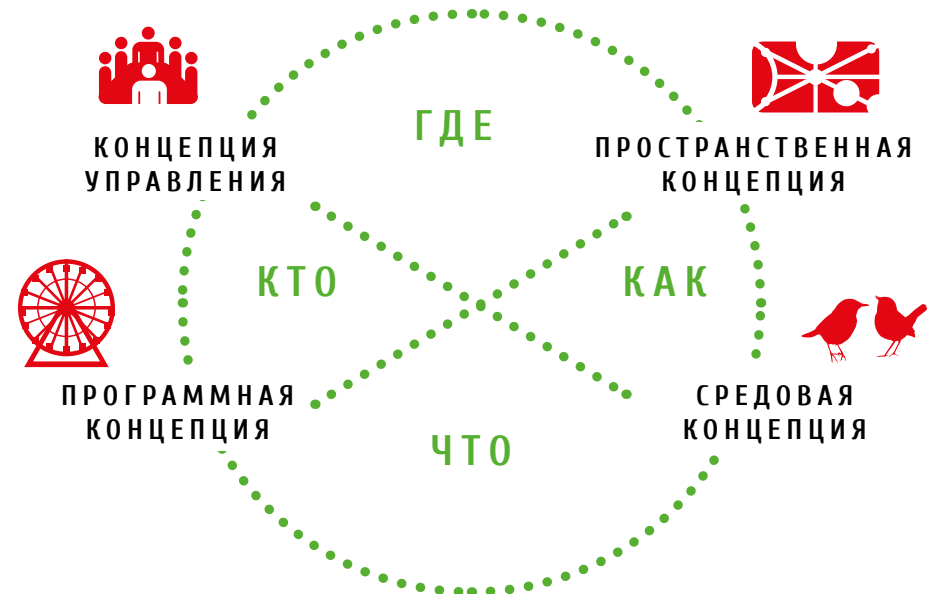 ГДЕ
КОНЦЕПЦИЯ
УПРАВЛЕНИЯ
ПРОСТРАНСТВЕННАЯ
КОНЦЕПЦИЯ
КТО
КАК
ПРОГРАММНАЯ
КОНЦЕПЦИЯ
СРЕДОВАЯ
КОНЦЕПЦИЯ
ЧТО